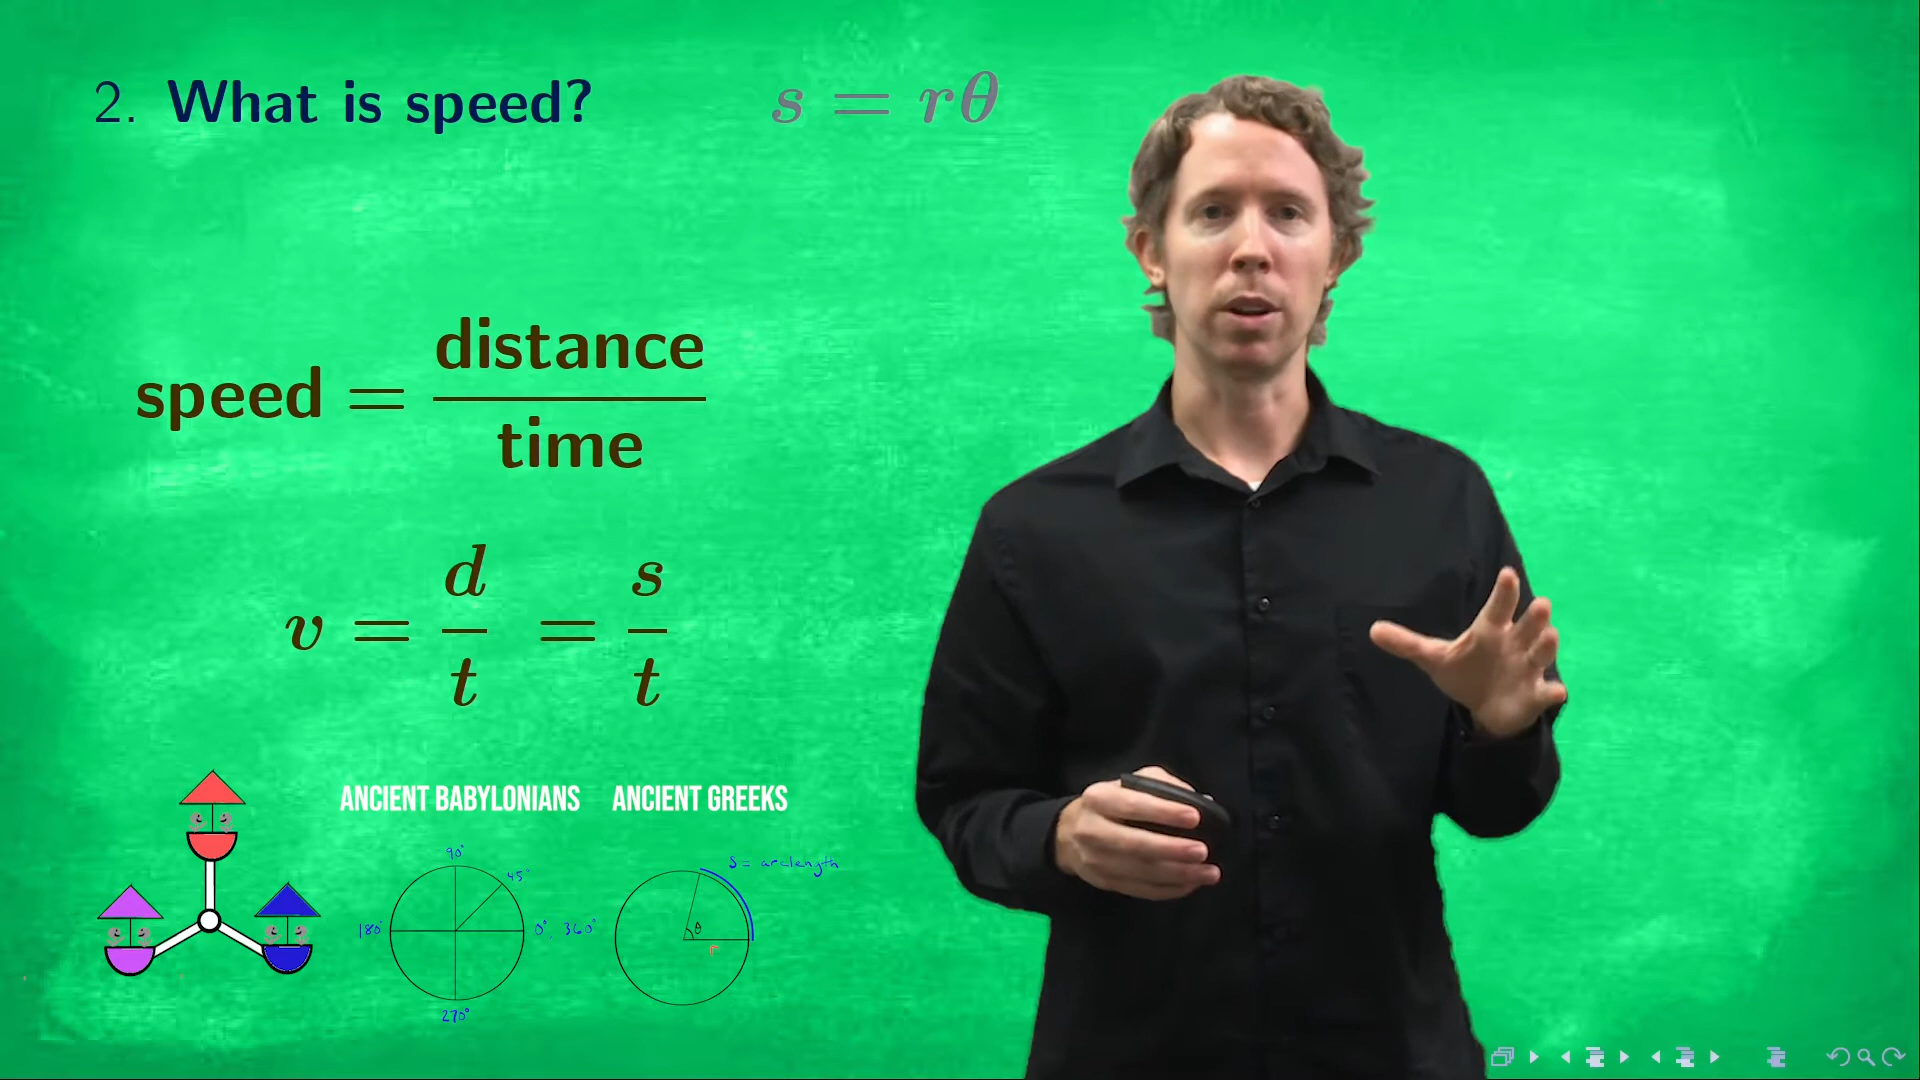 2. What is speed?
s = rθ
speed = distance
time
v = d/t = s/t
ANCIENT BABYLONIANS
ANCIENT GREEKS
90°
45°
180°
0°, 360°
270°
S = arclength
θ
r